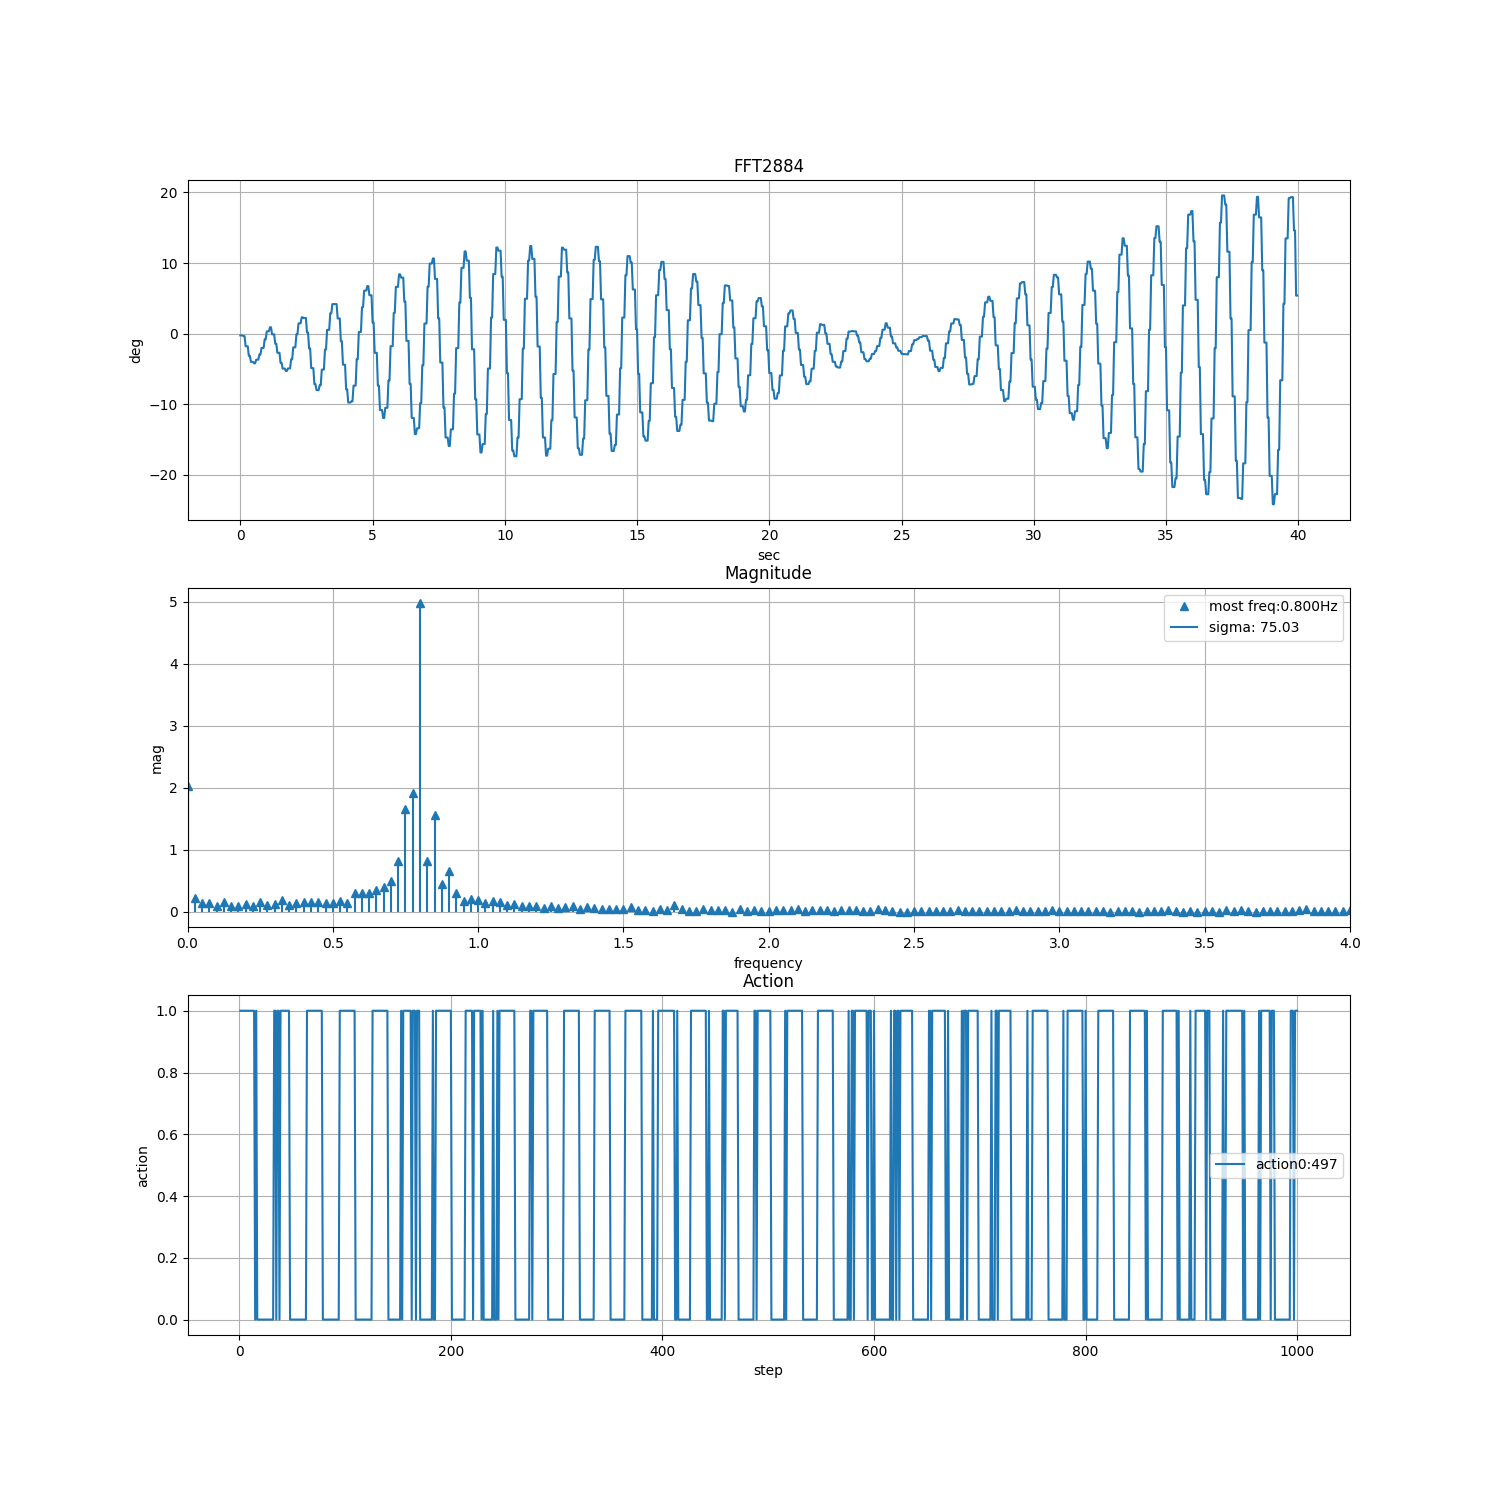 FFT2884
20
10
0
−10
−20
deg
0 5 10 15 20 25 30 35 40
sec
Magnitude
5
4
3
2
1
0
mag
most freq:0.800Hz
sigma: 75.03
0.0 0.5 1.0 1.5 2.0 2.5 3.0 3.5 4.0
frequency
Action
1.0
0.8
0.6
0.4
0.2
0.0
action
action0:497
0 200 400 600 800 1000
step